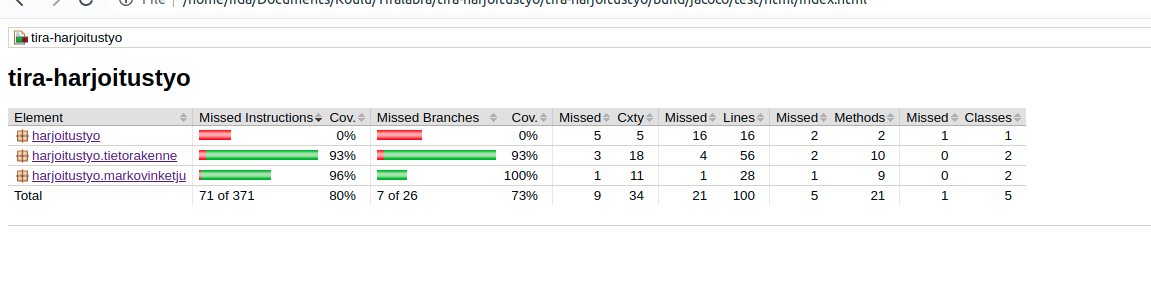 File /home/iida/Documents/Koulu/Tiralabra/tira-harjoitustyo/tira-harjoitustyo/build/jacoco/test/html/index.html
tira-harjoitustyo
tira-harjoitustyo
Element Missed Instructions Cov. Missed Branches Cov. Missed Cxty Missed Lines Missed Methods Missed Classes
harjoitustyo 0% 0% 5 5 16 16 2 2 1 1
harjoitustyo.tietorakenne 93% 93% 3 18 4 56 2 10 0 2
harjoitustyo.markovinketju 96% 100% 1 11 1 28 1 9 0 2
Total 71 of 371 80% 7 of 26 73% 9 34 21 100 5 21 1 5